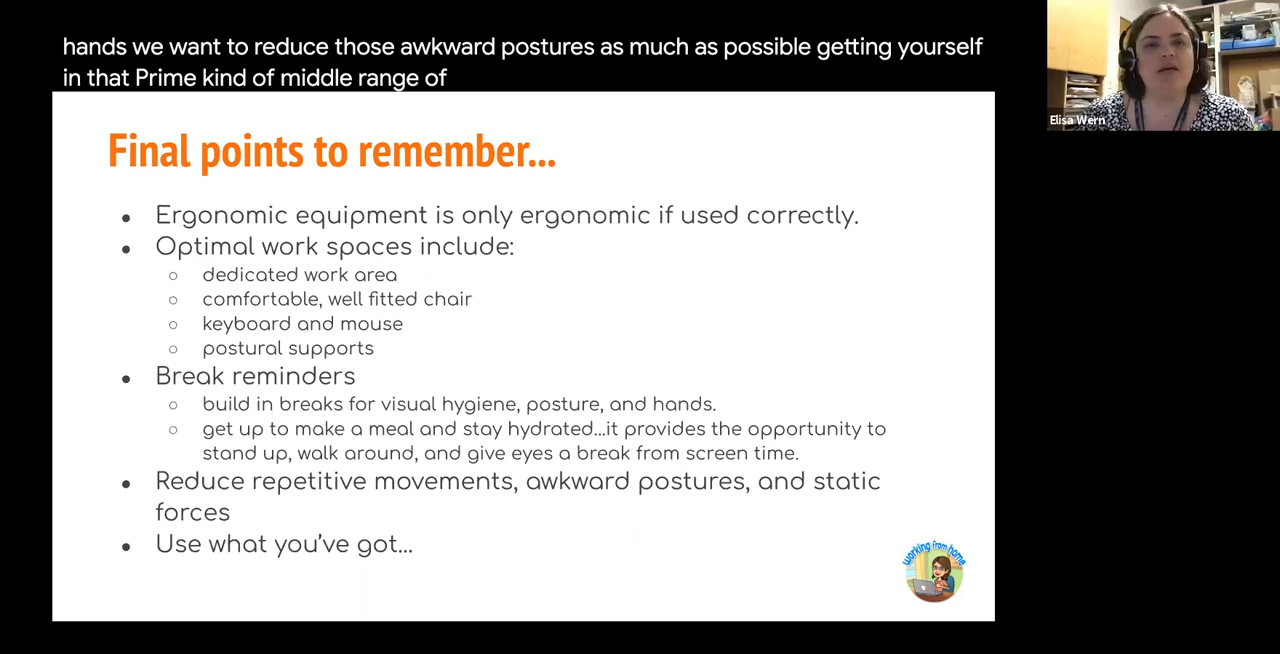 hands we want to reduce those awkward postures as much as possible getting yourself
in that Prime kind of middle range of
Elisa Wern
Final points to remember...
● Ergonomic equipment is only ergonomic if used correctly.
● Optimal work spaces include:
○ dedicated work area
○ comfortable, well fitted chair
○ keyboard and mouse
○ postural supports
● Break reminders
○ build in breaks for visual hygiene, posture, and hands.
○ get up to make a meal and stay hydrated...it provides the opportunity to
stand up, walk around, and give eyes a break from screen time.
● Reduce repetitive movements, awkward postures, and static
forces
● Use what you've got...
working from home